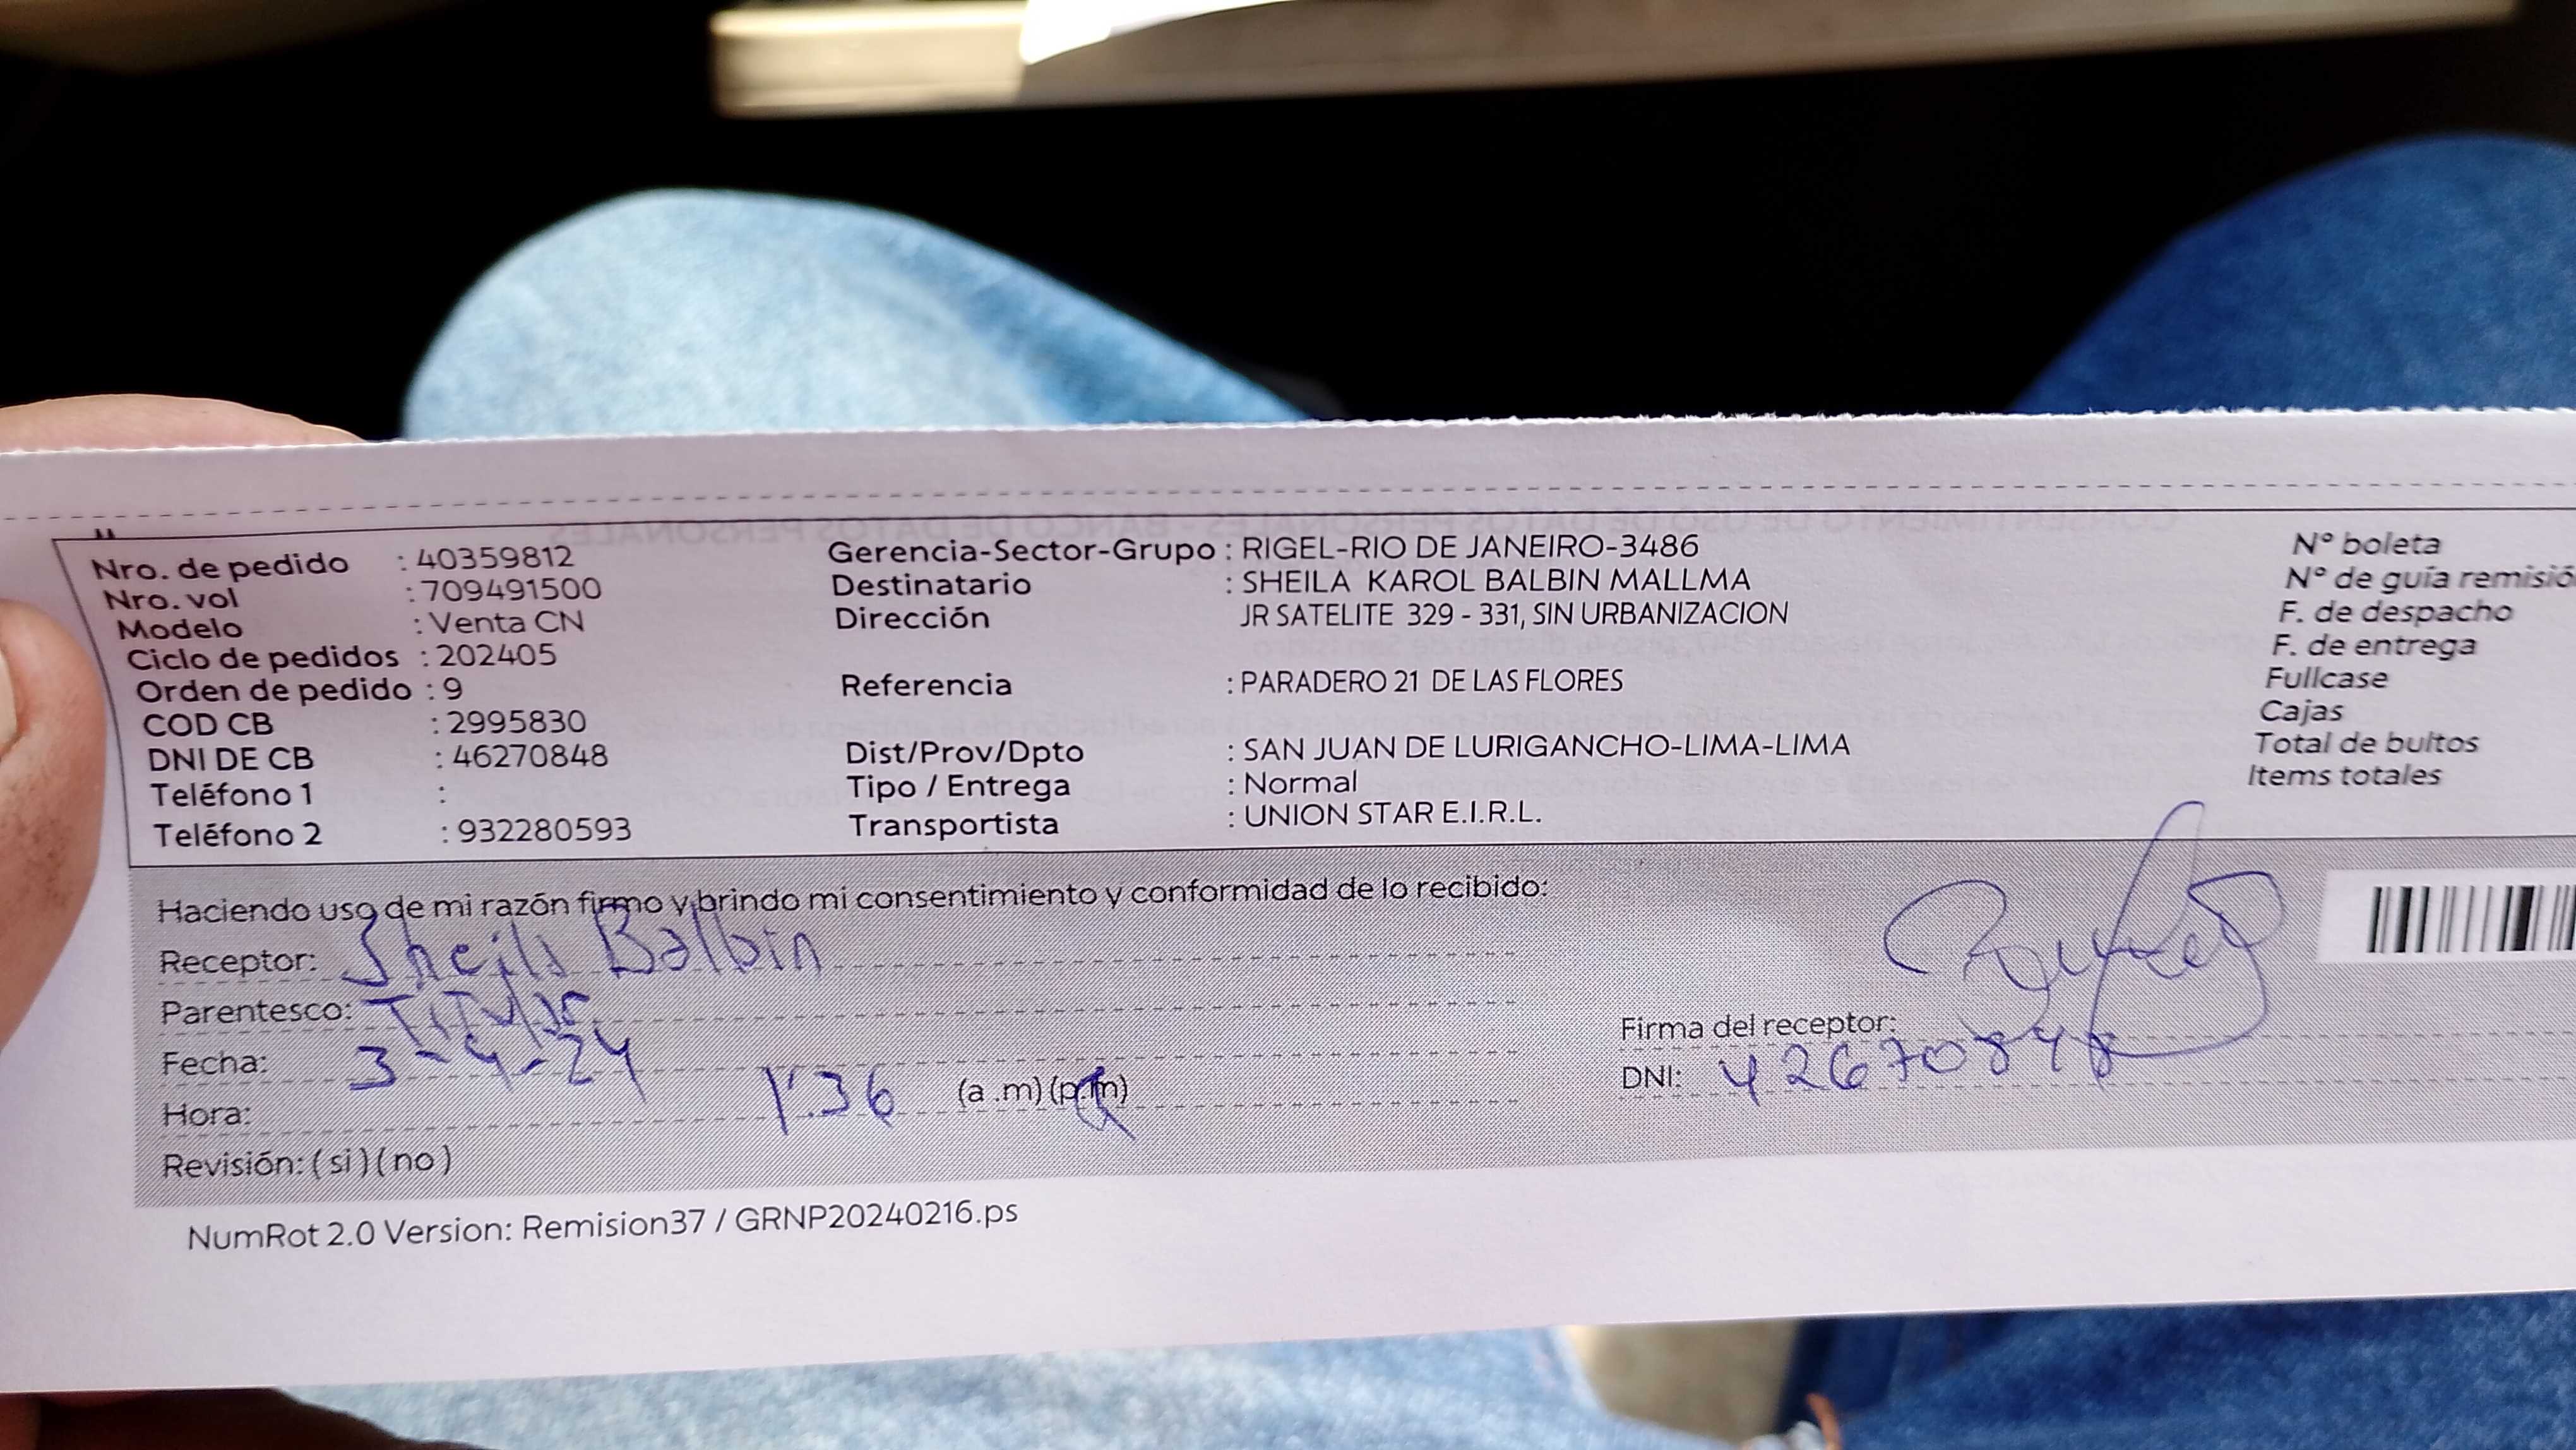 Nro. de pedido : 40359812
Nro. vol : 709491500
Modelo : Venta CN
Ciclo de pedidos : 202405
Orden de pedido : 9
COD CB : 2995830
DNI DE CB : 46270848
Teléfono 1 :
Teléfono 2 : 932280593
Gerencia-Sector-Grupo : RIGEL-RIO DE JANEIRO-3486
Destinatario : SHEILA KAROL BALBIN MALLMA
Dirección JR SATELITE 329 - 331, SIN URBANIZACION
Referencia : PARADERO 21 DE LAS FLORES
Dist/Prov/Dpto : SAN JUAN DE LURIGANCHO-LIMA-LIMA
Tipo / Entrega : Normal
Transportista : UNION STAR E.I.R.L.
Nº boleta
Nº de guía remisió
F. de despacho
F. de entrega
Fullcase
Cajas
Total de bultos
Items totales
Haciendo uso de mi razón firmo y brindo mi consentimiento y conformidad de lo recibido:
Receptor: Sheila Balbin
Parentesco: Titular
Fecha: 3-4-24
Hora: 1:36 (a.m)(p.m)
Revisión: (si)(no)
Firma del receptor:
DNI: 42670848
NumRot 2.0 Version: Remision37 / GRNP20240216.ps